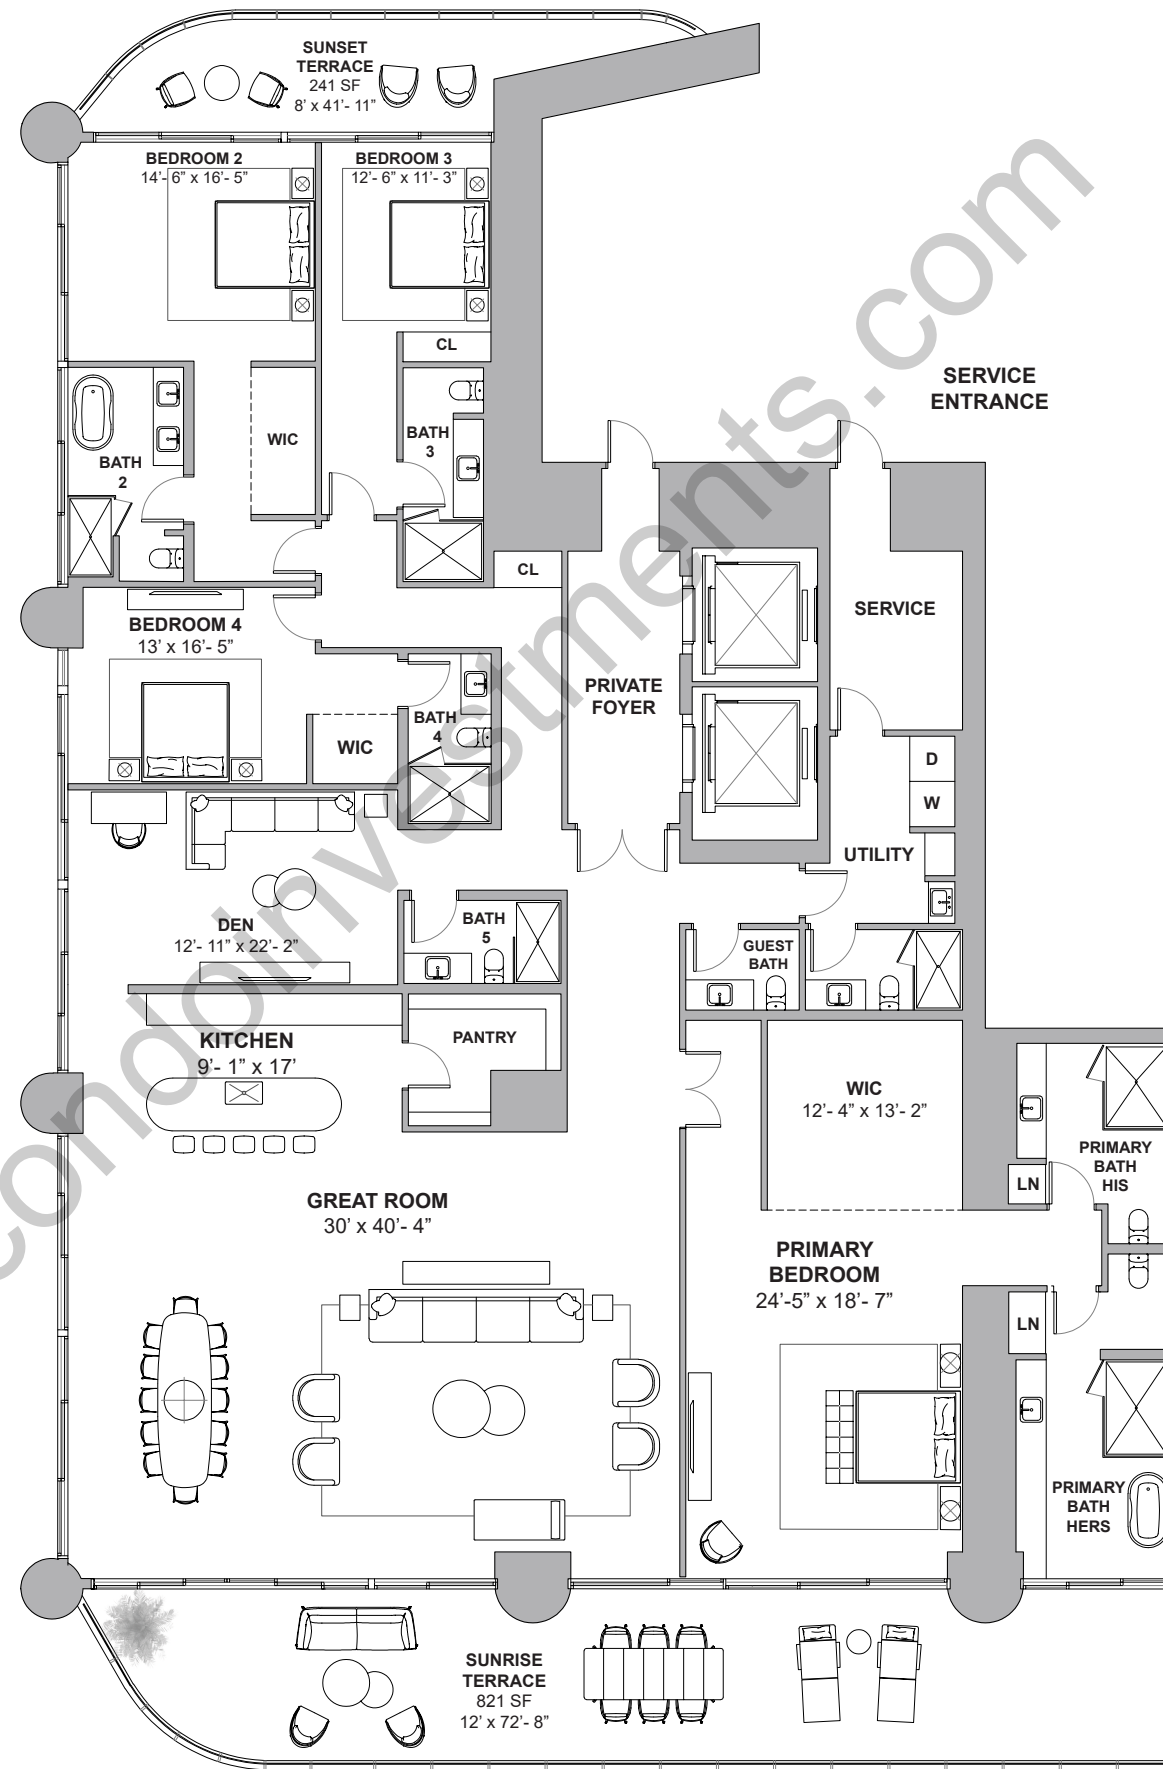 SUNSET
TERRACE
241 SF
8' x 41'- 11"
BEDROOM 2
14'- 6" x 16'- 5"
BEDROOM 3
12'- 6" x 11'- 3"
CL
WIC
BATH
3
BATH
2
SERVICE
ENTRANCE
CL
BEDROOM 4
13' x 16'- 5"
SERVICE
PRIVATE
FOYER
BATH
4
WIC
D
W
UTILITY
DEN
12'- 11" x 22'- 2"
BATH
5
GUEST
BATH
KITCHEN
9'- 1" x 17'
PANTRY
WIC
12'- 4" x 13'- 2"
PRIMARY
BATH
HIS
LN
GREAT ROOM
30' x 40'- 4"
PRIMARY
BEDROOM
24'-5" x 18'- 7"
LN
PRIMARY
BATH
HERS
SUNRISE
TERRACE
821 SF
12' x 72'- 8"
condoinvestments.com